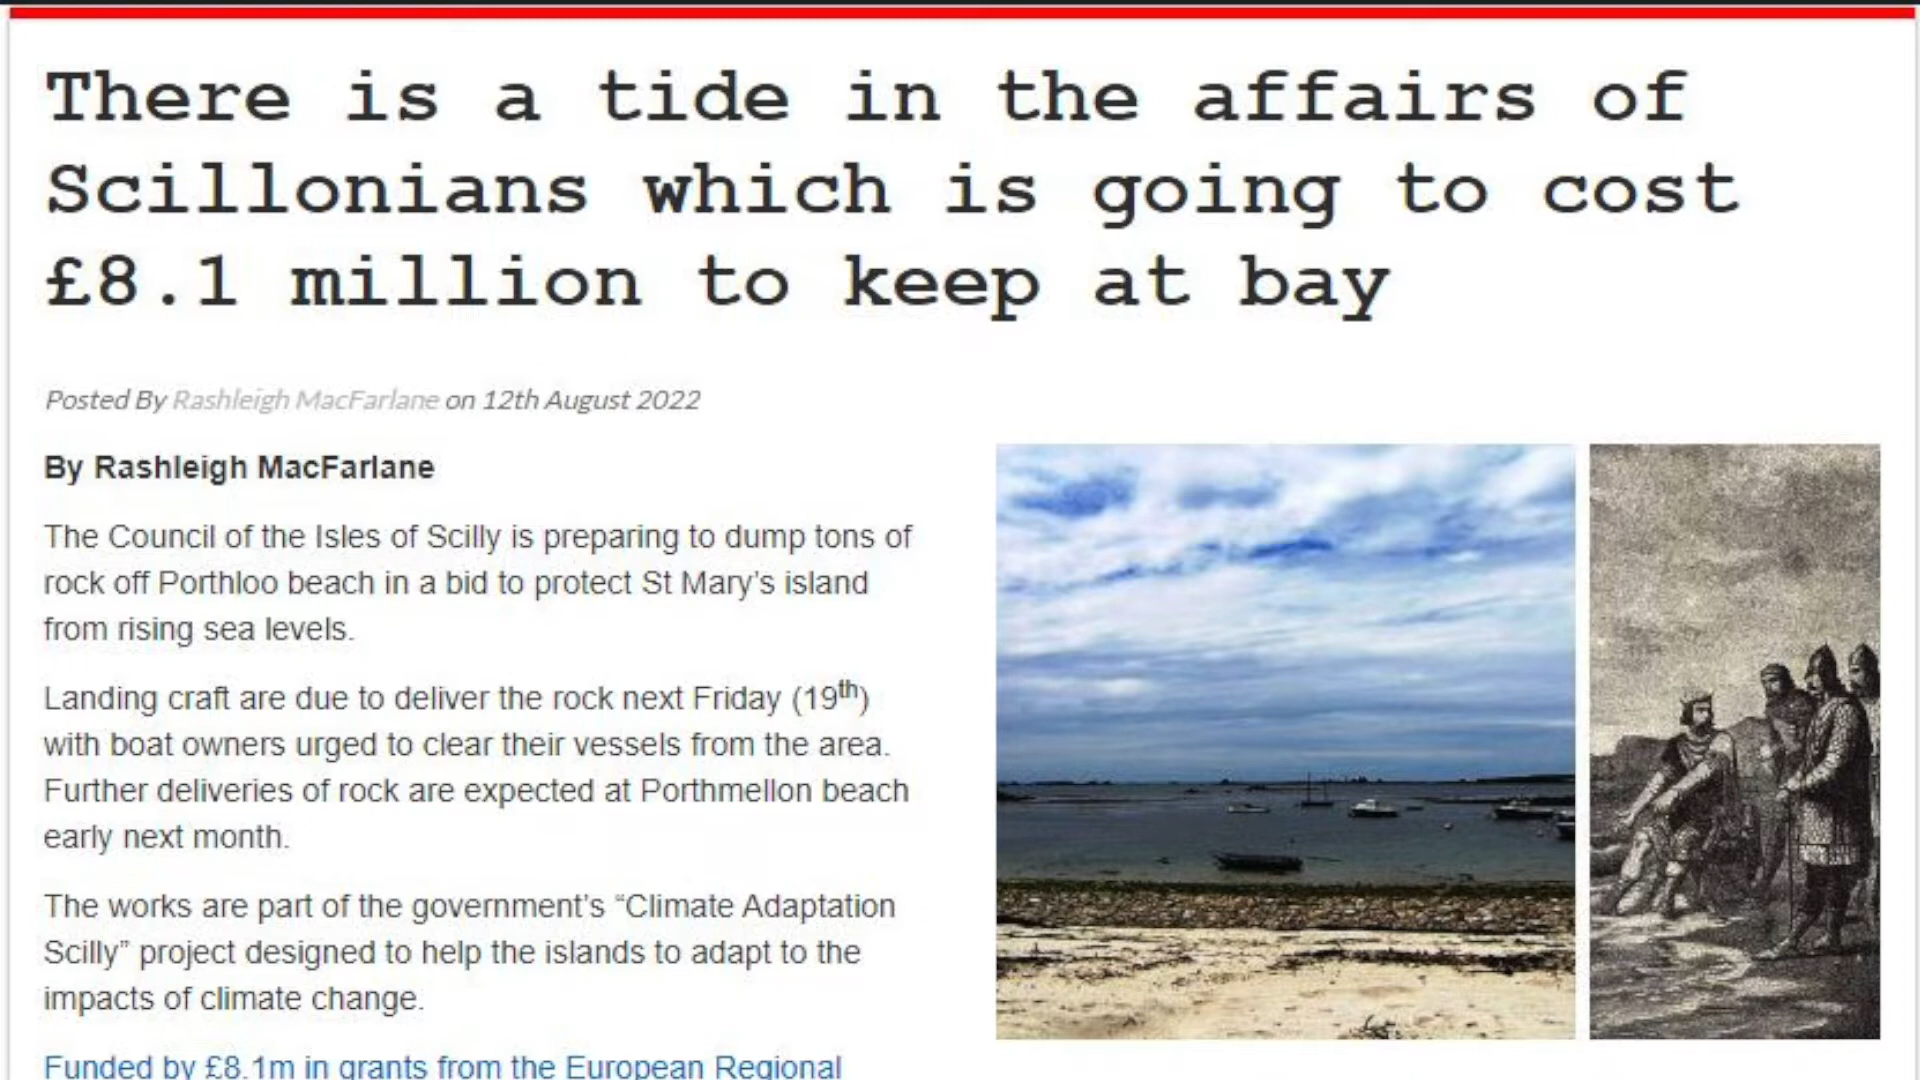 There is a tide in the affairs of
Scillonians which is going to cost
£8.1 million to keep at bay
Posted By Rashleigh MacFarlane on 12th August 2022
By Rashleigh MacFarlane
The Council of the Isles of Scilly is preparing to dump tons of
rock off Porthloo beach in a bid to protect St Mary’s island
from rising sea levels.
Landing craft are due to deliver the rock next Friday (19th)
with boat owners urged to clear their vessels from the area.
Further deliveries of rock are expected at Porthmellon beach
early next month.
The works are part of the government’s “Climate Adaptation
Scilly” project designed to help the islands to adapt to the
impacts of climate change.
Funded by £8.1m in grants from the European Regional